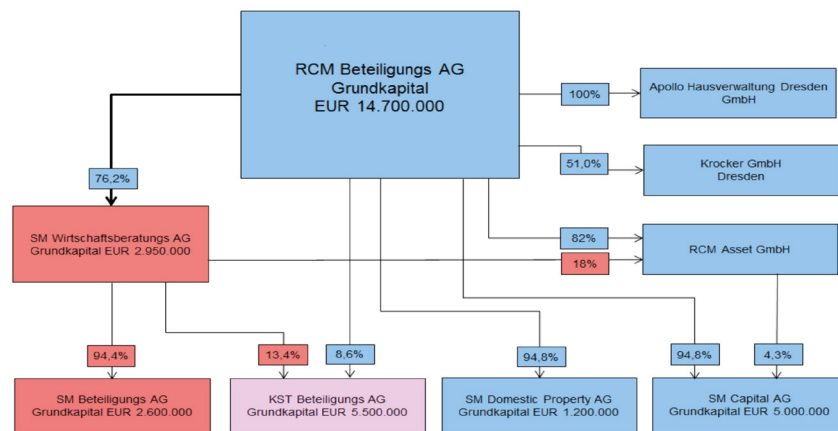 RCM Beteiligungs AG
Grundkapital
EUR 14.700.000
100%
Apollo Hausverwaltung Dresden
GmbH
51,0%
Krocker GmbH
Dresden
76,2%
SM Wirtschaftsberatungs AG
Grundkapital EUR 2.950.000
82%
18%
RCM Asset GmbH
94,4%
13,4%
8,6%
94,8%
94,8%
4,3%
SM Beteiligungs AG
Grundkapital EUR 2.600.000
KST Beteiligungs AG
Grundkapital EUR 5.500.000
SM Domestic Property AG
Grundkapital EUR 1.200.000
SM Capital AG
Grundkapital EUR 5.000.000